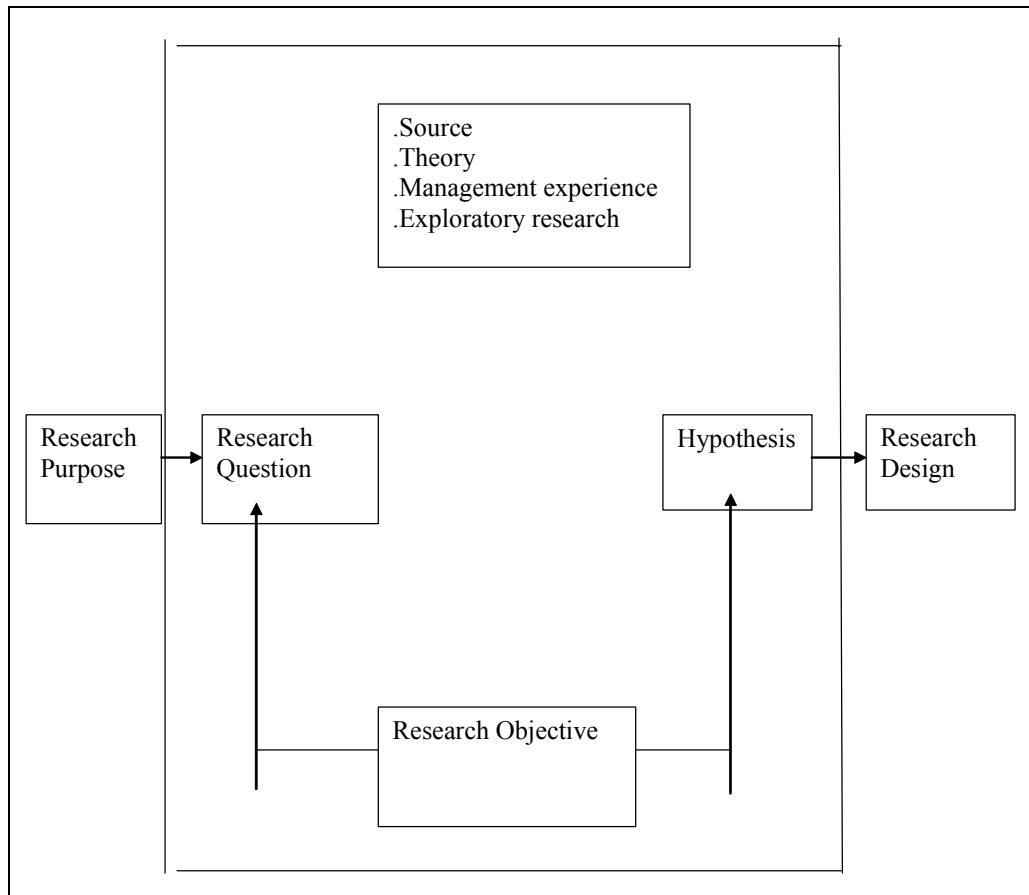 .Source
.Theory
.Management experience
.Exploratory research
Research
Purpose
Research
Question
Hypothesis
Research
Design
Research Objective